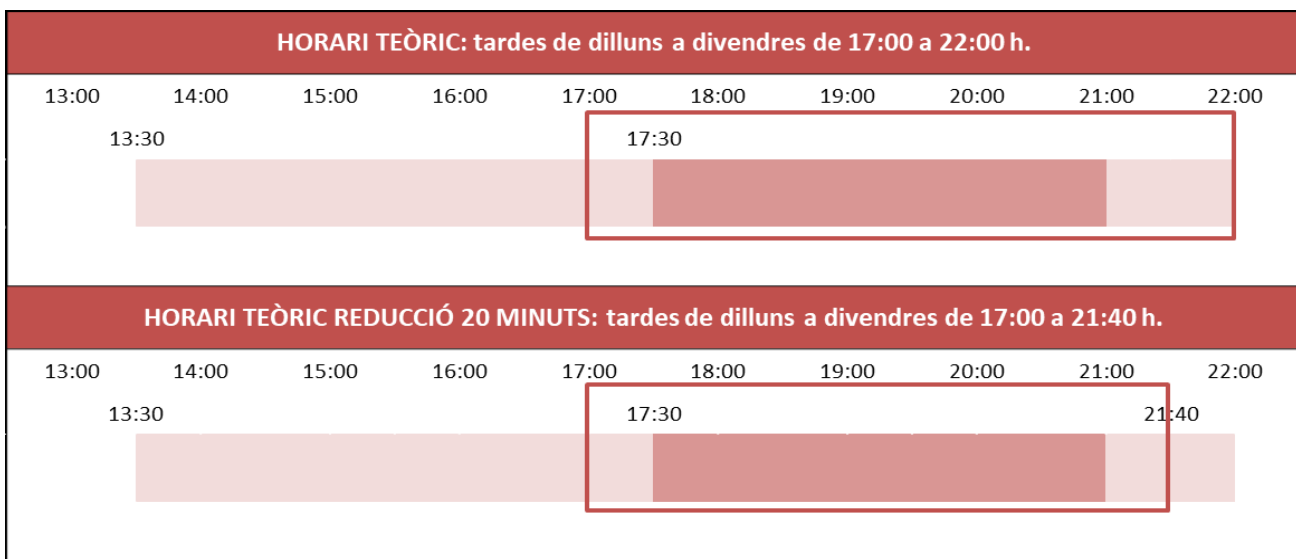 HORARI TEÒRIC: tardes de dilluns a divendres de 17:00 a 22:00 h.
13:00 14:00 15:00 16:00 17:00 18:00 19:00 20:00 21:00 22:00
13:30 17:30
HORARI TEÒRIC REDUCCIÓ 20 MINUTS: tardes de dilluns a divendres de 17:00 a 21:40 h.
13:00 14:00 15:00 16:00 17:00 18:00 19:00 20:00 21:00 22:00
13:30 17:30 21:40